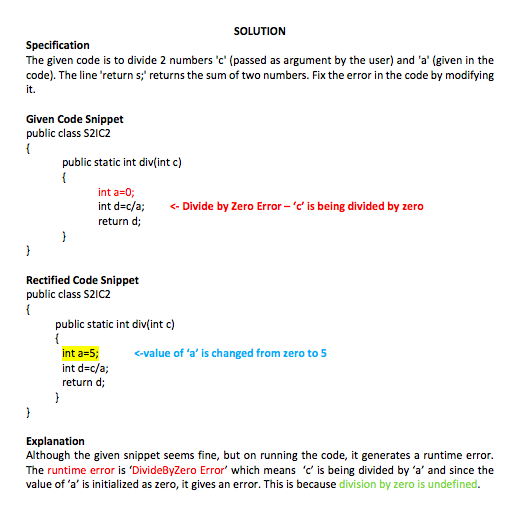 SOLUTION
Specification
The given code is to divide 2 numbers 'c' (passed as argument by the user) and 'a' (given in the
code). The line 'return s;' returns the sum of two numbers. Fix the error in the code by modifying
it.
Given Code Snippet
public class S2IC2
{
public static int div(int c)
{
int a=0;
int d=c/a; <- Divide by Zero Error – 'c' is being divided by zero
return d;
}
}
Rectified Code Snippet
public class S2IC2
{
public static int div(int c)
{
int a=5; <-value of 'a' is changed from zero to 5
int d=c/a;
return d;
}
}
Explanation
Although the given snippet seems fine, but on running the code, it generates a runtime error.
The runtime error is 'DivideByZero Error' which means 'c' is being divided by 'a' and since the
value of 'a' is initialized as zero, it gives an error. This is because division by zero is undefined.